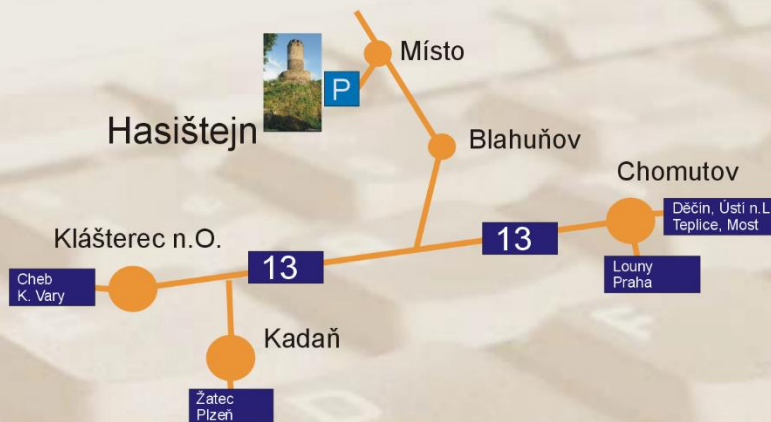 Místo
P
Hasištejn
Blahuňov
Chomutov
Děčín, Ústí n.L
Teplice, Most
Klášterec n.O.
13
13
Louny
Praha
Cheb
K. Vary
Kadaň
Žatec
Plzeň